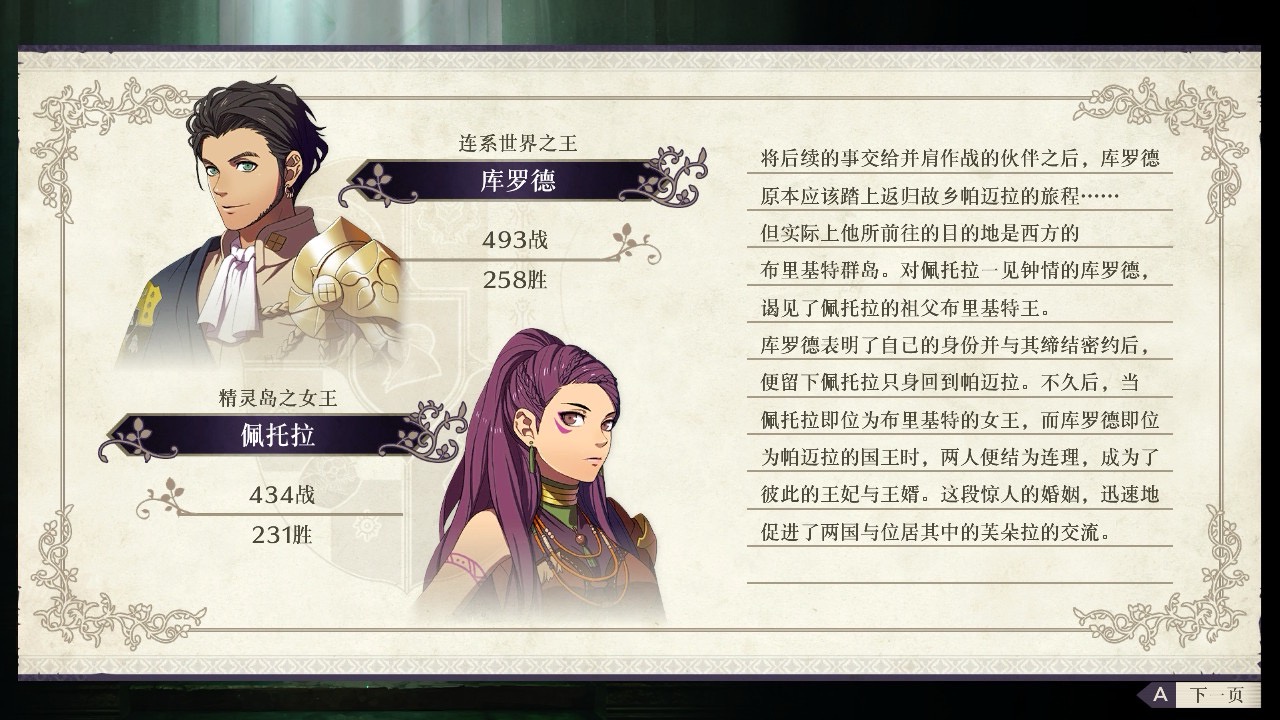 连系世界之王
库罗德
493战
258胜
精灵岛之女王
佩托拉
434战
231胜
将后续的事交给并肩作战的伙伴之后，库罗德
原本应该踏上返归故乡帕迈拉的旅程……
但实际上他所前往的目的地是西方的
布里基特群岛。对佩托拉一见钟情的库罗德，
谒见了佩托拉的祖父布里基特王。
库罗德表明了自己的身份并与其缔结密约后，
便留下佩托拉只身回到帕迈拉。不久后，当
佩托拉即位为布里基特的女王，而库罗德即位
为帕迈拉的国王时，两人便结为连理，成为了
彼此的王妃与王婿。这段惊人的婚姻，迅速地
促进了两国与位居其中的芙朵拉的交流。
A 下一页